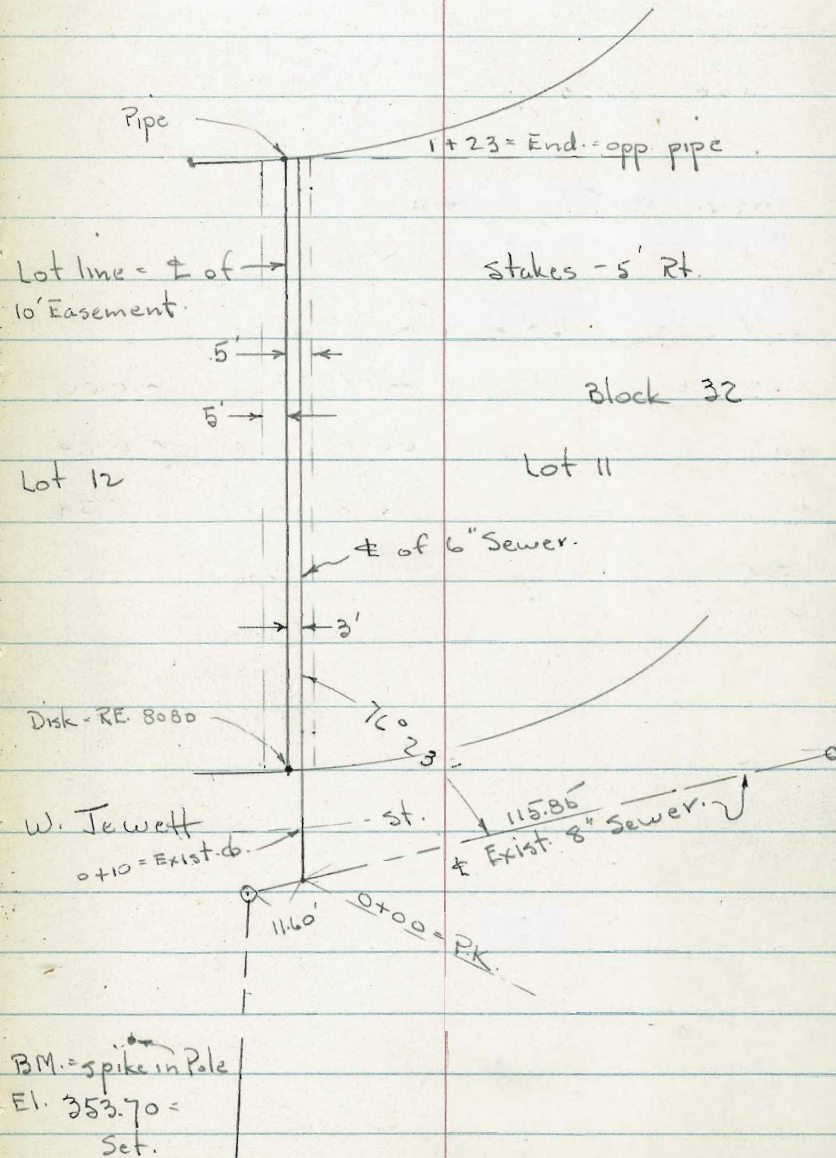 Pipe
1+23 = End. = opp. pipe
Lot line = ℄ of
10' Easement.
Stakes - 5' Rt.
5'
Block 32
5'
Lot 11
Lot 12
℄ of 6" Sewer.
3'
Disk - RE. 8080
23
115.86
W. Jewett st.
℄ Exist. 8" Sewer.
0+10 = Exist. cb.
11.60'
0+00 = P.K.
BM. = spike in Pole
El. 353.70 =
Set.